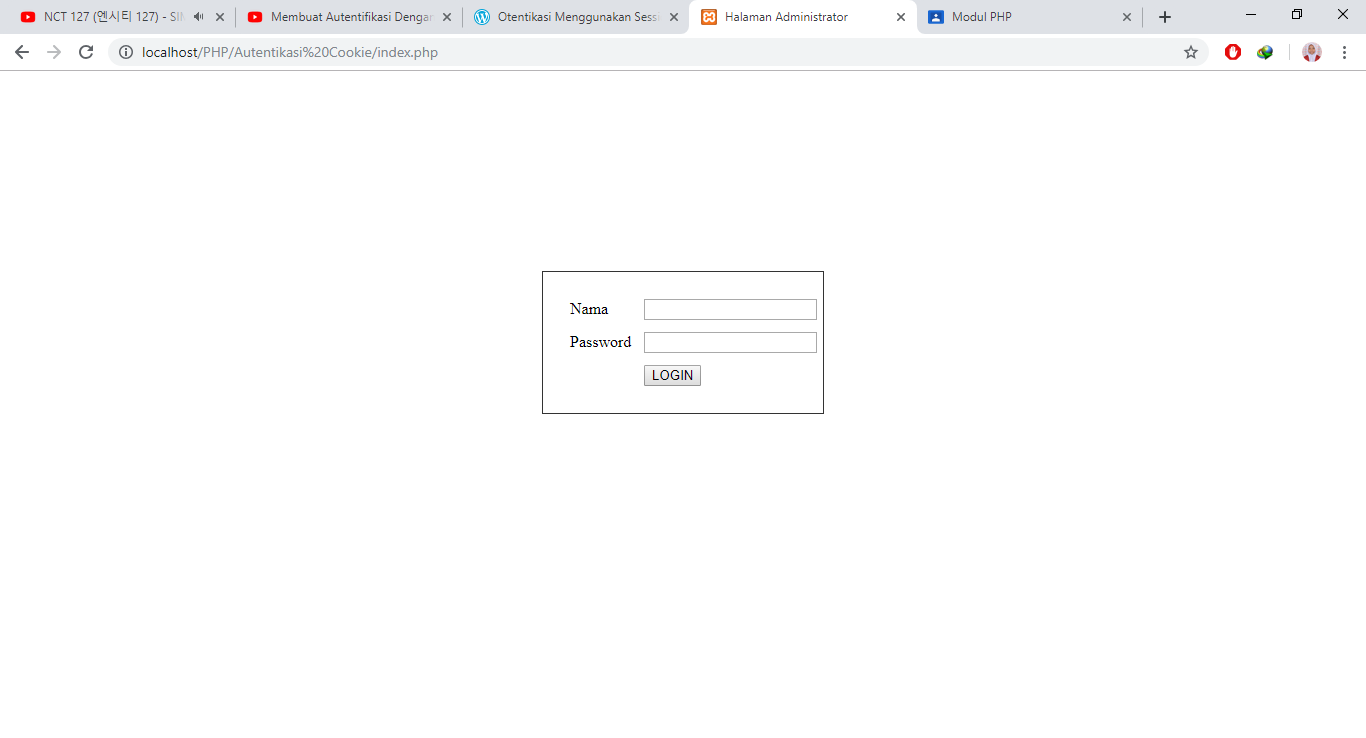 NCT 127 (엔시티 127) - SI
Membuat Autentifikasi Dengan
Otentikasi Menggunakan Sessi
Halaman Administrator
Modul PHP
localhost/PHP/Autentikasi%20Cookie/index.php
Nama
Password
LOGIN